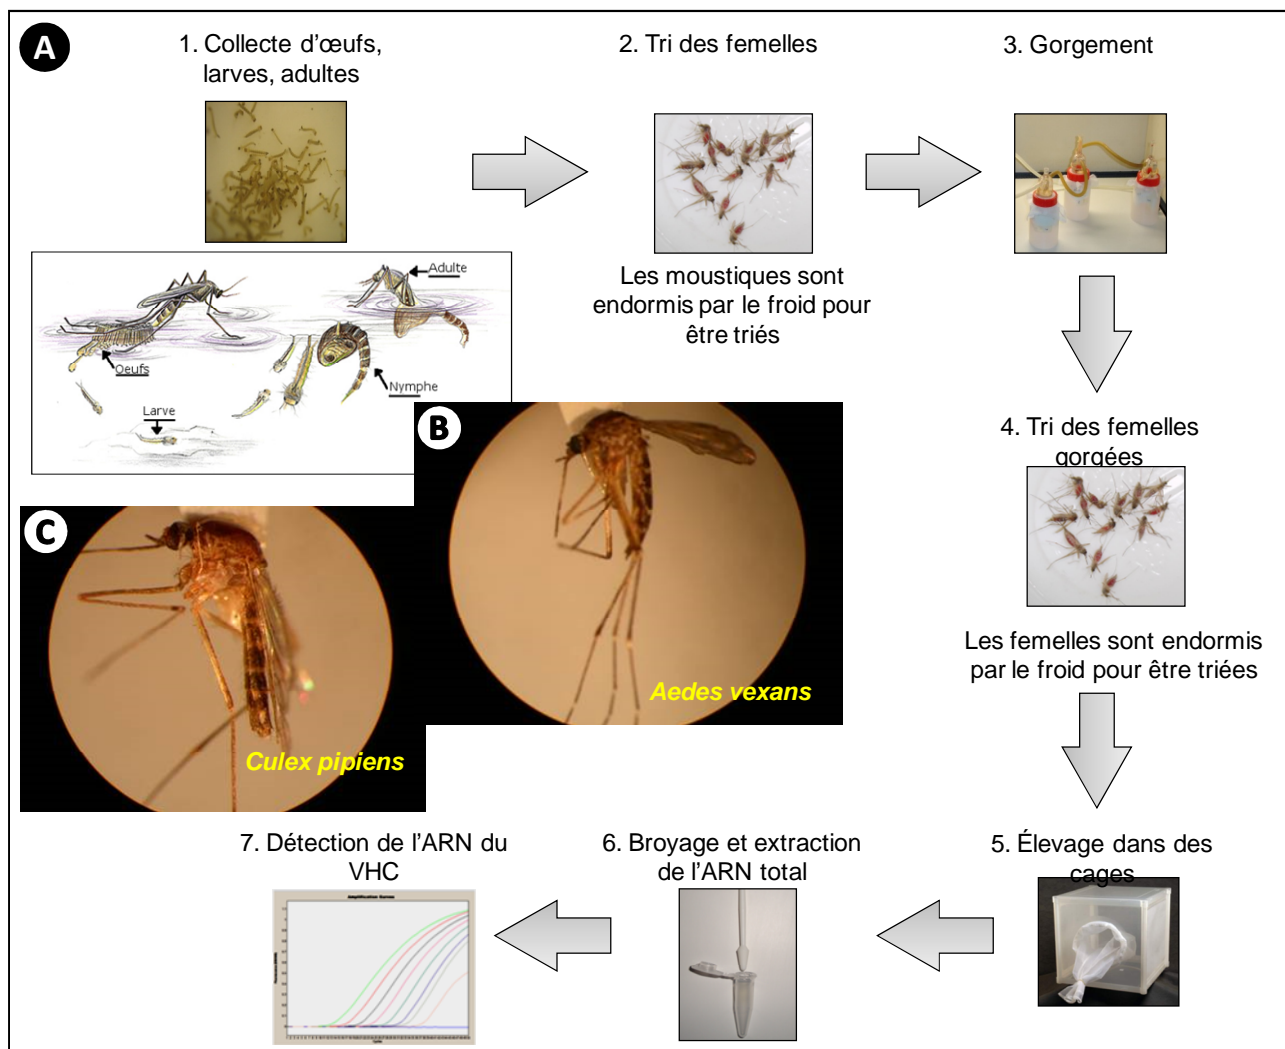 A
1. Collecte d'œufs,
larves, adultes
2. Tri des femelles
3. Gorgement
Les moustiques sont
endormis par le froid pour
être triés
Adulte
Oeufs
Nymphe
Larve
B
Aedes vexans
C
Culex pipiens
4. Tri des femelles
gorgées
Les femelles sont endormis
par le froid pour être triées
5. Élevage dans des
cages
6. Broyage et extraction
de l'ARN total
7. Détection de l'ARN du
VHC
Amplification Curves